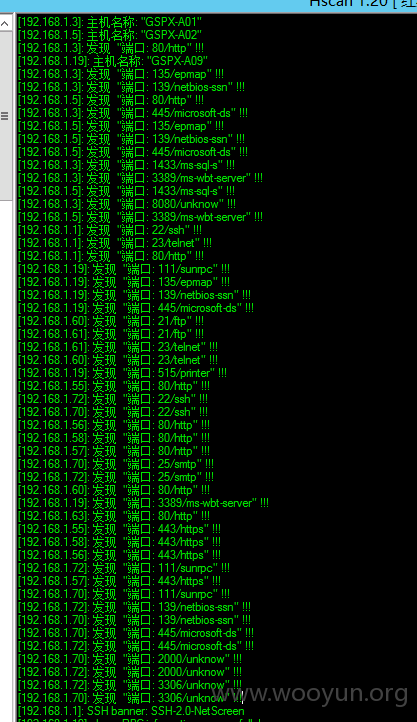 Hscan 1.20 [
[192.168.1.3]: 主机名称: "GSPX-A01"
[192.168.1.5]: 主机名称: "GSPX-A02"
[192.168.1.3]: 发现 "端口: 80/http" !!!
[192.168.1.19]: 主机名称: "GSPX-A09"
[192.168.1.3]: 发现 "端口: 135/epmap" !!!
[192.168.1.3]: 发现 "端口: 139/netbios-ssn" !!!
[192.168.1.5]: 发现 "端口: 80/http" !!!
[192.168.1.3]: 发现 "端口: 445/microsoft-ds" !!!
[192.168.1.5]: 发现 "端口: 135/epmap" !!!
[192.168.1.5]: 发现 "端口: 139/netbios-ssn" !!!
[192.168.1.5]: 发现 "端口: 445/microsoft-ds" !!!
[192.168.1.3]: 发现 "端口: 1433/ms-sql-s" !!!
[192.168.1.3]: 发现 "端口: 3389/ms-wbt-server" !!!
[192.168.1.5]: 发现 "端口: 1433/ms-sql-s" !!!
[192.168.1.3]: 发现 "端口: 8080/unknow" !!!
[192.168.1.5]: 发现 "端口: 3389/ms-wbt-server" !!!
[192.168.1.1]: 发现 "端口: 22/ssh" !!!
[192.168.1.1]: 发现 "端口: 23/telnet" !!!
[192.168.1.1]: 发现 "端口: 80/http" !!!
[192.168.1.19]: 发现 "端口: 111/sunrpc" !!!
[192.168.1.19]: 发现 "端口: 135/epmap" !!!
[192.168.1.19]: 发现 "端口: 139/netbios-ssn" !!!
[192.168.1.19]: 发现 "端口: 445/microsoft-ds" !!!
[192.168.1.60]: 发现 "端口: 21/ftp" !!!
[192.168.1.61]: 发现 "端口: 21/ftp" !!!
[192.168.1.61]: 发现 "端口: 23/telnet" !!!
[192.168.1.60]: 发现 "端口: 23/telnet" !!!
[192.168.1.19]: 发现 "端口: 515/printer" !!!
[192.168.1.55]: 发现 "端口: 80/http" !!!
[192.168.1.72]: 发现 "端口: 22/ssh" !!!
[192.168.1.70]: 发现 "端口: 22/ssh" !!!
[192.168.1.56]: 发现 "端口: 80/http" !!!
[192.168.1.58]: 发现 "端口: 80/http" !!!
[192.168.1.57]: 发现 "端口: 80/http" !!!
[192.168.1.70]: 发现 "端口: 25/smtp" !!!
[192.168.1.72]: 发现 "端口: 25/smtp" !!!
[192.168.1.60]: 发现 "端口: 80/http" !!!
[192.168.1.19]: 发现 "端口: 3389/ms-wbt-server" !!!
[192.168.1.63]: 发现 "端口: 80/http" !!!
[192.168.1.55]: 发现 "端口: 443/https" !!!
[192.168.1.58]: 发现 "端口: 443/https" !!!
[192.168.1.56]: 发现 "端口: 443/https" !!!
[192.168.1.72]: 发现 "端口: 111/sunrpc" !!!
[192.168.1.57]: 发现 "端口: 443/https" !!!
[192.168.1.70]: 发现 "端口: 111/sunrpc" !!!
[192.168.1.72]: 发现 "端口: 139/netbios-ssn" !!!
[192.168.1.70]: 发现 "端口: 139/netbios-ssn" !!!
[192.168.1.70]: 发现 "端口: 445/microsoft-ds" !!!
[192.168.1.72]: 发现 "端口: 445/microsoft-ds" !!!
[192.168.1.70]: 发现 "端口: 2000/unknow" !!!
[192.168.1.72]: 发现 "端口: 2000/unknow" !!!
[192.168.1.72]: 发现 "端口: 3306/unknow" !!!
[192.168.1.70]: 发现 "端口: 3306/unknow" !!!
www.wooyun.org
[192.168.1.1]: SSH banner: SSH-2.0-NetScreen